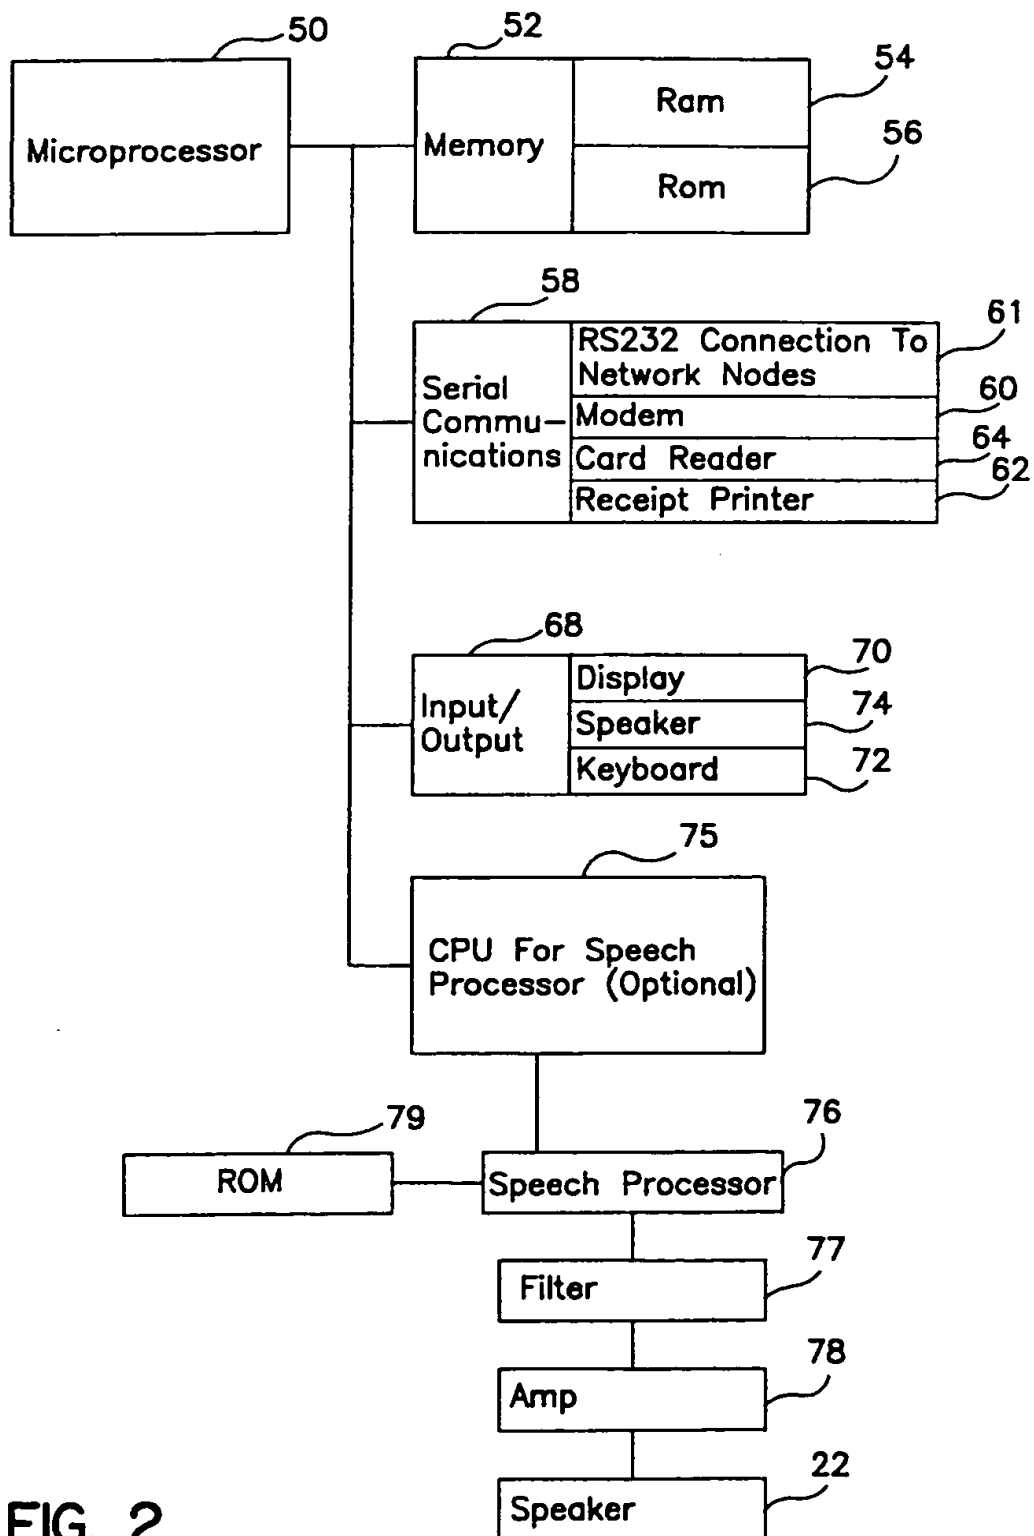 50
52
54
Microprocessor
Memory
Ram
56
Rom
58
61
RS232 Connection To
Network Nodes
Serial
Commu-
nications
60
Modem
64
Card Reader
62
Receipt Printer
68
70
Input/
Output
Display
74
Speaker
72
Keyboard
75
CPU For Speech
Processor (Optional)
79
76
ROM
Speech Processor
77
Filter
78
Amp
22
Speaker
FIG. 2